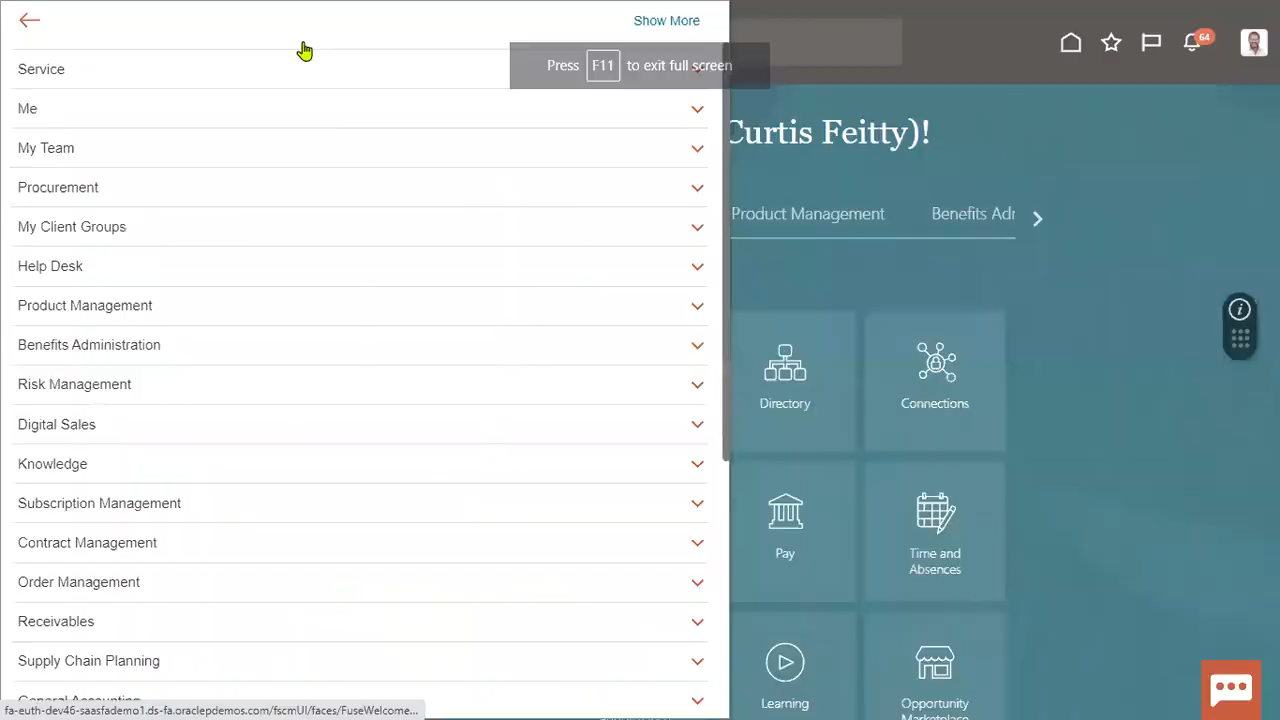 Show More
Service
Press F11 to exit full screen
Me
My Team
Procurement
My Client Groups
Help Desk
Product Management
Benefits Administration
Risk Management
Digital Sales
Knowledge
Subscription Management
Contract Management
Order Management
Receivables
Supply Chain Planning
General Accounting
fa-euth-dev46-saasfademo1.ds-fa.oraclepdemos.com/fscmUI/faces/FuseWelcome...
64
Curtis Feitty)!
Product Management
Benefits Adr
Directory
Connections
Pay
Time and
Absences
Learning
Opportunity
Marketplace